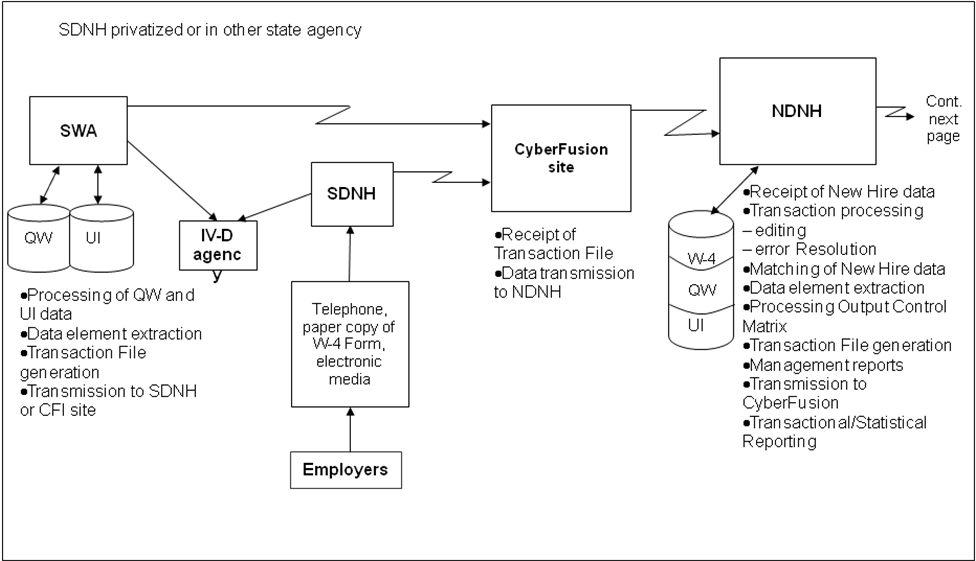 SDNH privatized or in other state agency
SWA
QW
UI
●Processing of QW and
UI data
●Data element extraction
●Transaction File
generation
●Transmission to SDNH
or CFI site
IV-D
agenc
y
SDNH
Telephone,
paper copy of
W-4 Form,
electronic
media
Employers
CyberFusion
site
●Receipt of
Transaction File
●Data transmission
to NDNH
NDNH
Cont.
next
page
W-4
QW
UI
●Receipt of New Hire data
●Transaction processing
– editing
– error Resolution
●Matching of New Hire data
●Data element extraction
●Processing Output Control
Matrix
●Transaction File generation
●Management reports
●Transmission to
CyberFusion
●Transactional/Statistical
Reporting